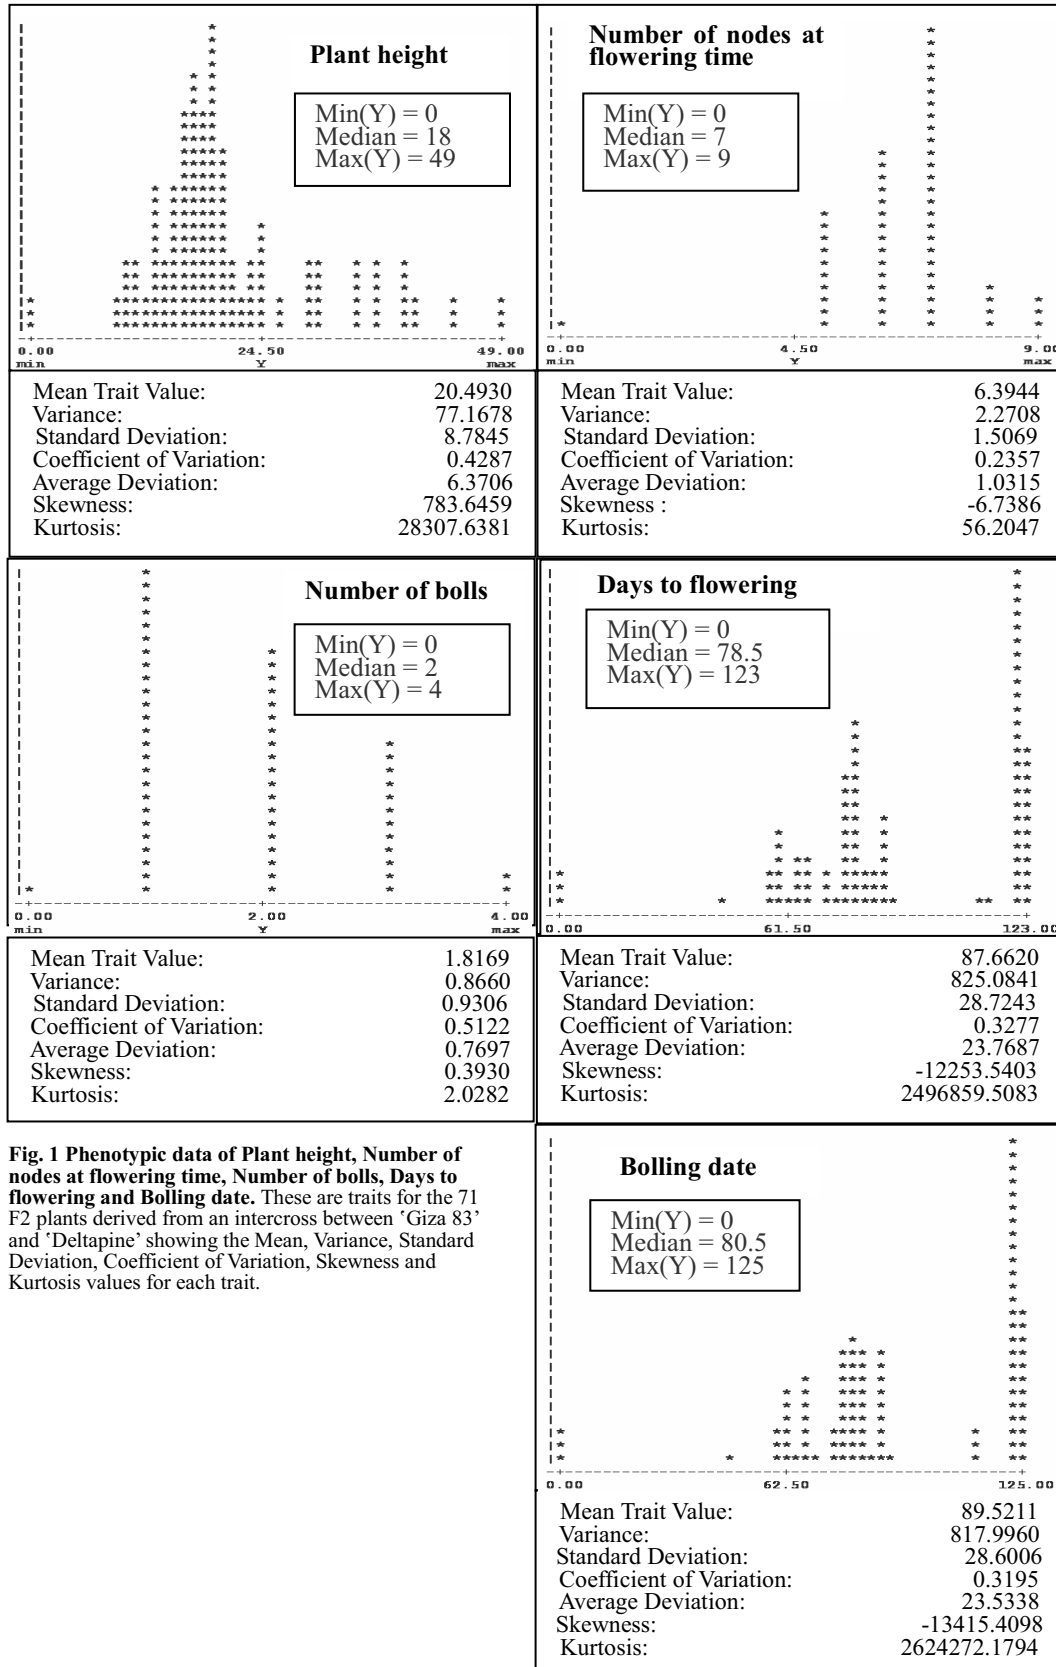 Plant height
Min(Y) = 0
Median = 18
Max(Y) = 49
0.00 24.50 49.00
min Y max
Mean Trait Value: 20.4930
Variance: 77.1678
Standard Deviation: 8.7845
Coefficient of Variation: 0.4287
Average Deviation: 6.3706
Skewness: 783.6459
Kurtosis: 28307.6381
Number of nodes at
flowering time
Min(Y) = 0
Median = 7
Max(Y) = 9
0.00 4.50 9.00
min Y max
Mean Trait Value: 6.3944
Variance: 2.2708
Standard Deviation: 1.5069
Coefficient of Variation: 0.2357
Average Deviation: 1.0315
Skewness : -6.7386
Kurtosis: 56.2047
Number of bolls
Min(Y) = 0
Median = 2
Max(Y) = 4
0.00 2.00 4.00
min Y max
Mean Trait Value: 1.8169
Variance: 0.8660
Standard Deviation: 0.9306
Coefficient of Variation: 0.5122
Average Deviation: 0.7697
Skewness: 0.3930
Kurtosis: 2.0282
Days to flowering
Min(Y) = 0
Median = 78.5
Max(Y) = 123
0.00 61.50 123.00
Mean Trait Value: 87.6620
Variance: 825.0841
Standard Deviation: 28.7243
Coefficient of Variation: 0.3277
Average Deviation: 23.7687
Skewness: -12253.5403
Kurtosis: 2496859.5083
Fig. 1 Phenotypic data of Plant height, Number of
nodes at flowering time, Number of bolls, Days to
flowering and Bolling date. These are traits for the 71
F2 plants derived from an intercross between ‛Giza 83’
and ‛Deltapine’ showing the Mean, Variance, Standard
Deviation, Coefficient of Variation, Skewness and
Kurtosis values for each trait.
Bolling date
Min(Y) = 0
Median = 80.5
Max(Y) = 125
0.00 62.50 125.00
Mean Trait Value: 89.5211
Variance: 817.9960
Standard Deviation: 28.6006
Coefficient of Variation: 0.3195
Average Deviation: 23.5338
Skewness: -13415.4098
Kurtosis: 2624272.1794